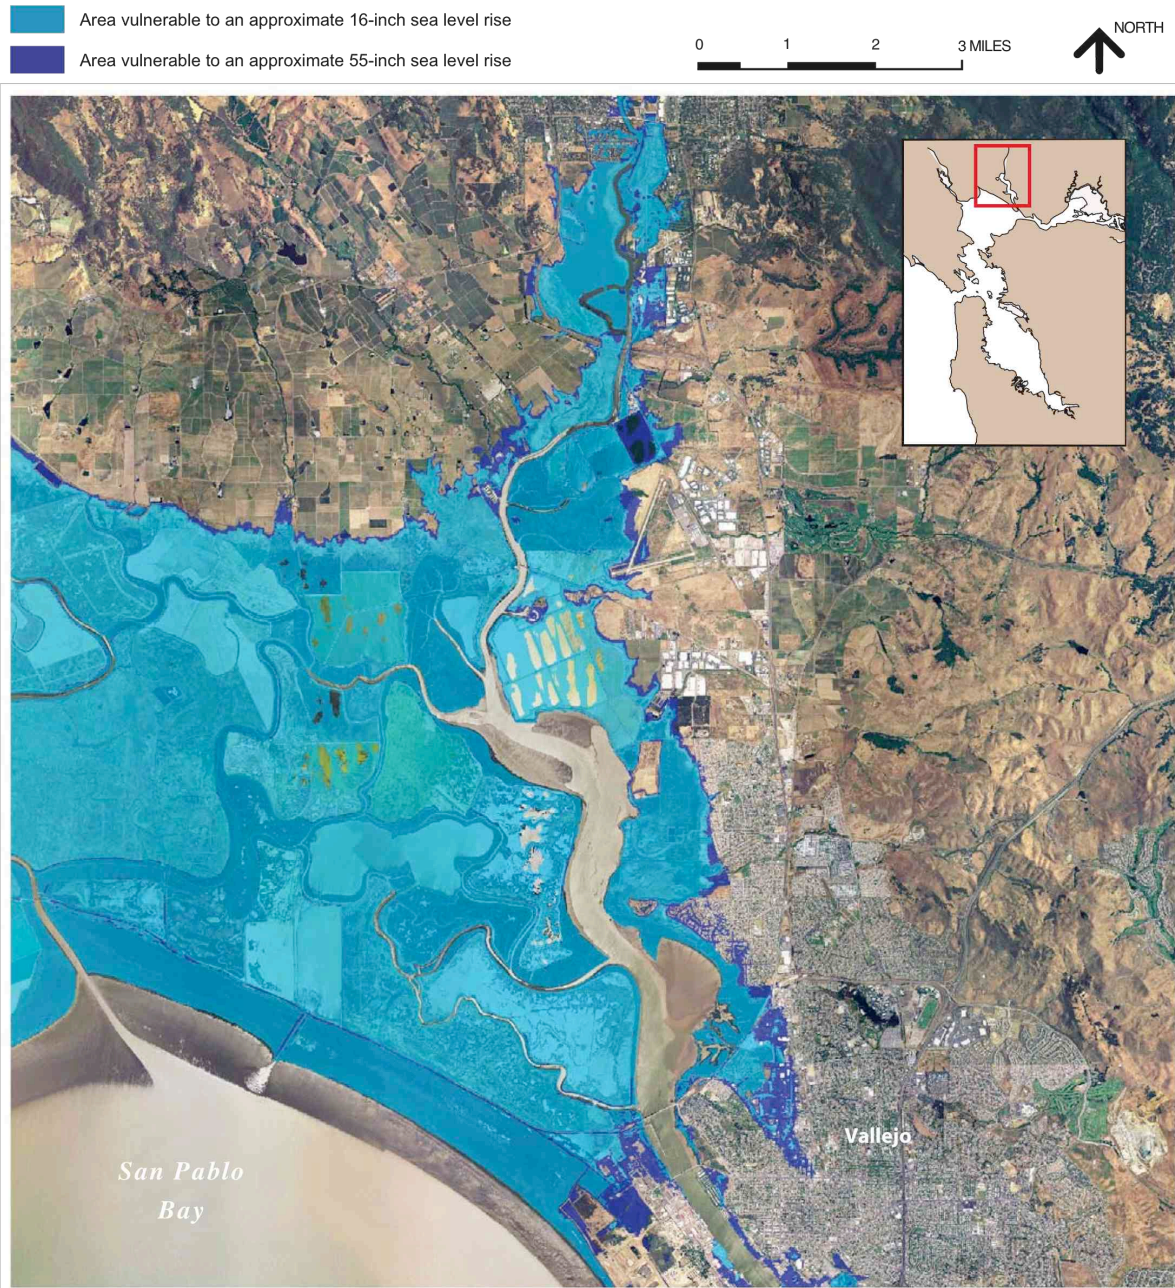 Area vulnerable to an approximate 16-inch sea level rise
Area vulnerable to an approximate 55-inch sea level rise
0 1 2 3 MILES
NORTH
Vallejo
San Pablo
Bay